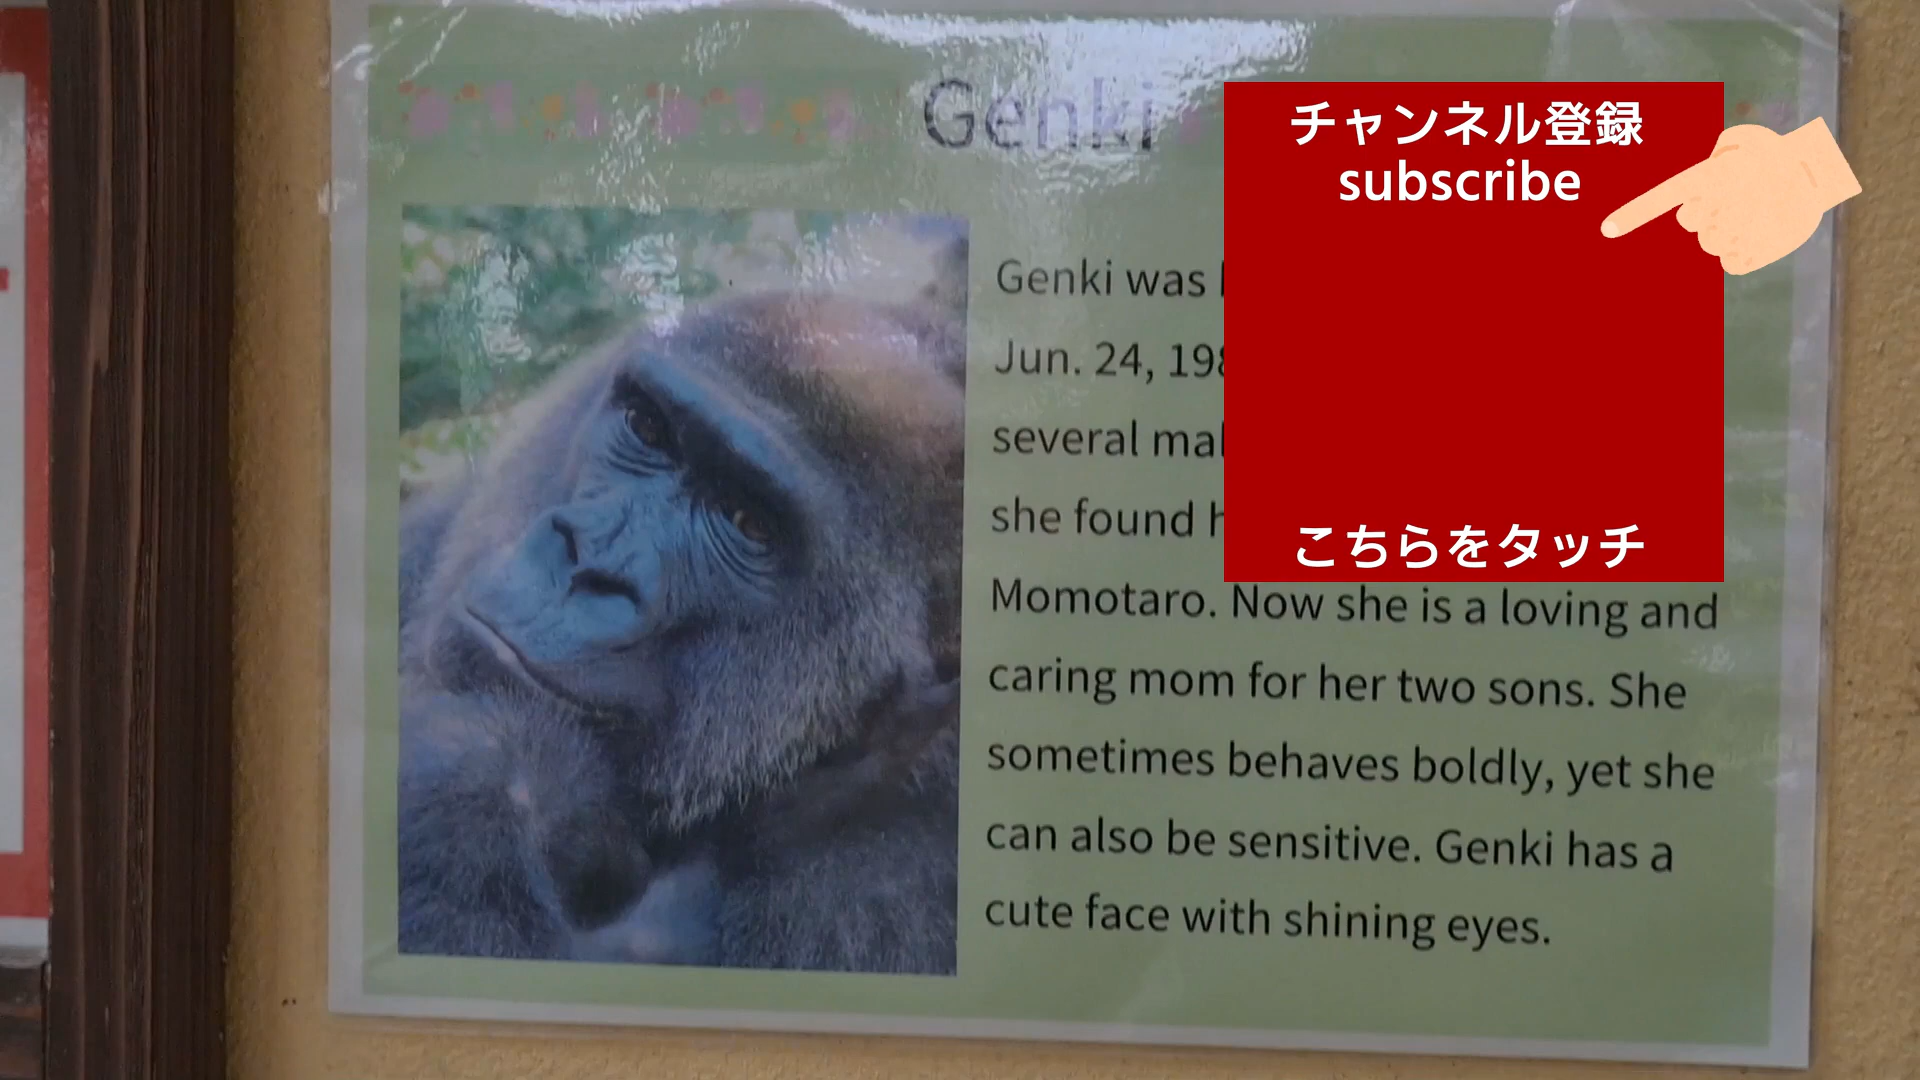 Genki
チャンネル登録
subscribe
こちらをタッチ
Genki was
Jun. 24,
several
she found
Momotaro. Now she is a loving and
caring mom for her two sons. She
sometimes behaves boldly, yet she
can also be sensitive. Genki has a
cute face with shining eyes.